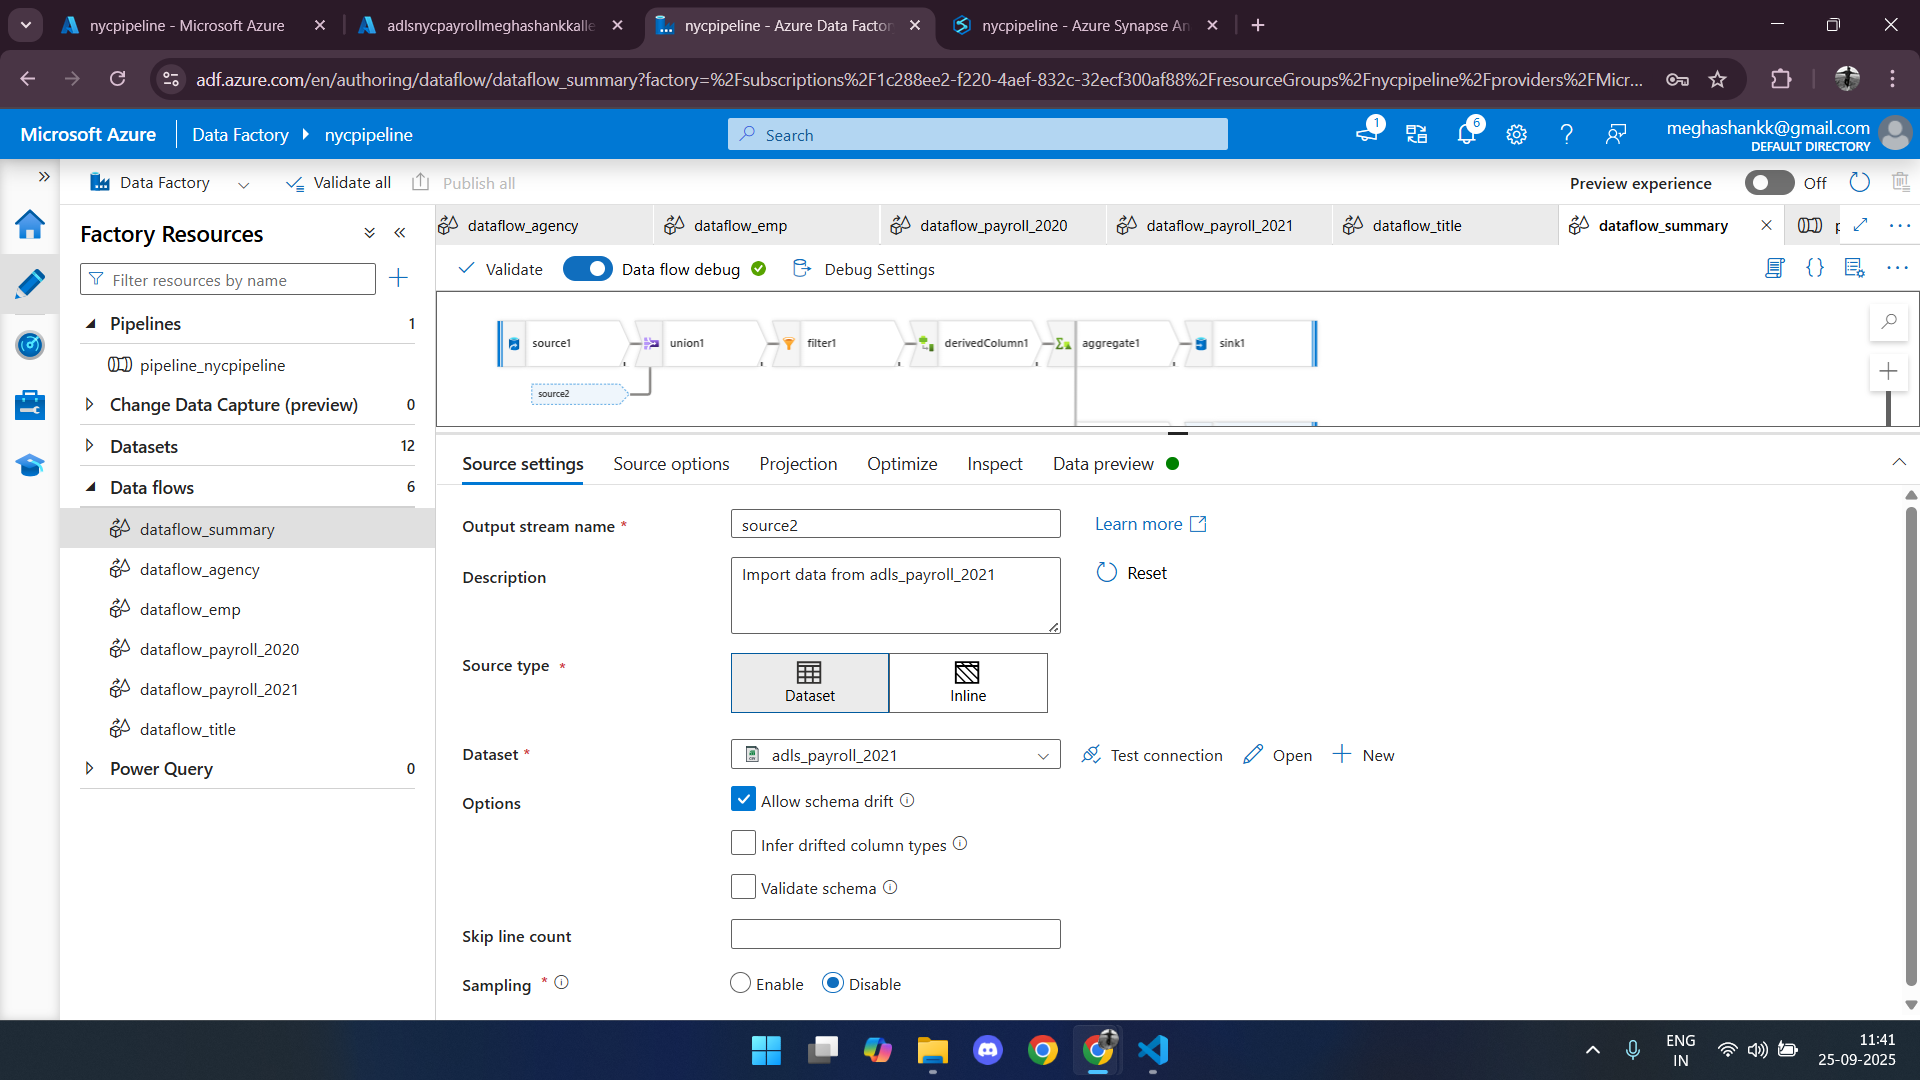 nycpipeline - Microsoft Azure
adlsnycpayrollmeghashankkalle
nycpipeline - Azure Data Factor
nycpipeline - Azure Synapse An
adf.azure.com/en/authoring/dataflow/dataflow_summary?factory=%2Fsubscriptions%2F1c288ee2-f220-4aef-832c-32ecf300af88%2FresourceGroups%2Fnycpipeline%2Fproviders%2FMicr...
Microsoft Azure
Data Factory
nycpipeline
Search
1
6
meghashankk@gmail.com
DEFAULT DIRECTORY
Data Factory
Validate all
Publish all
Preview experience
Off
Factory Resources
Filter resources by name
Pipelines 1
pipeline_nycpipeline
Change Data Capture (preview) 0
Datasets 12
Data flows 6
dataflow_summary
dataflow_agency
dataflow_emp
dataflow_payroll_2020
dataflow_payroll_2021
dataflow_title
Power Query 0
dataflow_agency
dataflow_emp
dataflow_payroll_2020
dataflow_payroll_2021
dataflow_title
dataflow_summary
Validate
Data flow debug
Debug Settings
source1
union1
filter1
derivedColumn1
aggregate1
sink1
source2
Source settings
Source options
Projection
Optimize
Inspect
Data preview
Output stream name *
source2
Learn more
Description
Import data from adls_payroll_2021
Reset
Source type *
Dataset
Inline
Dataset *
adls_payroll_2021
Test connection
Open
New
Options
Allow schema drift
Infer drifted column types
Validate schema
Skip line count
Sampling *
Enable
Disable
ENG
IN
11:41
25-09-2025